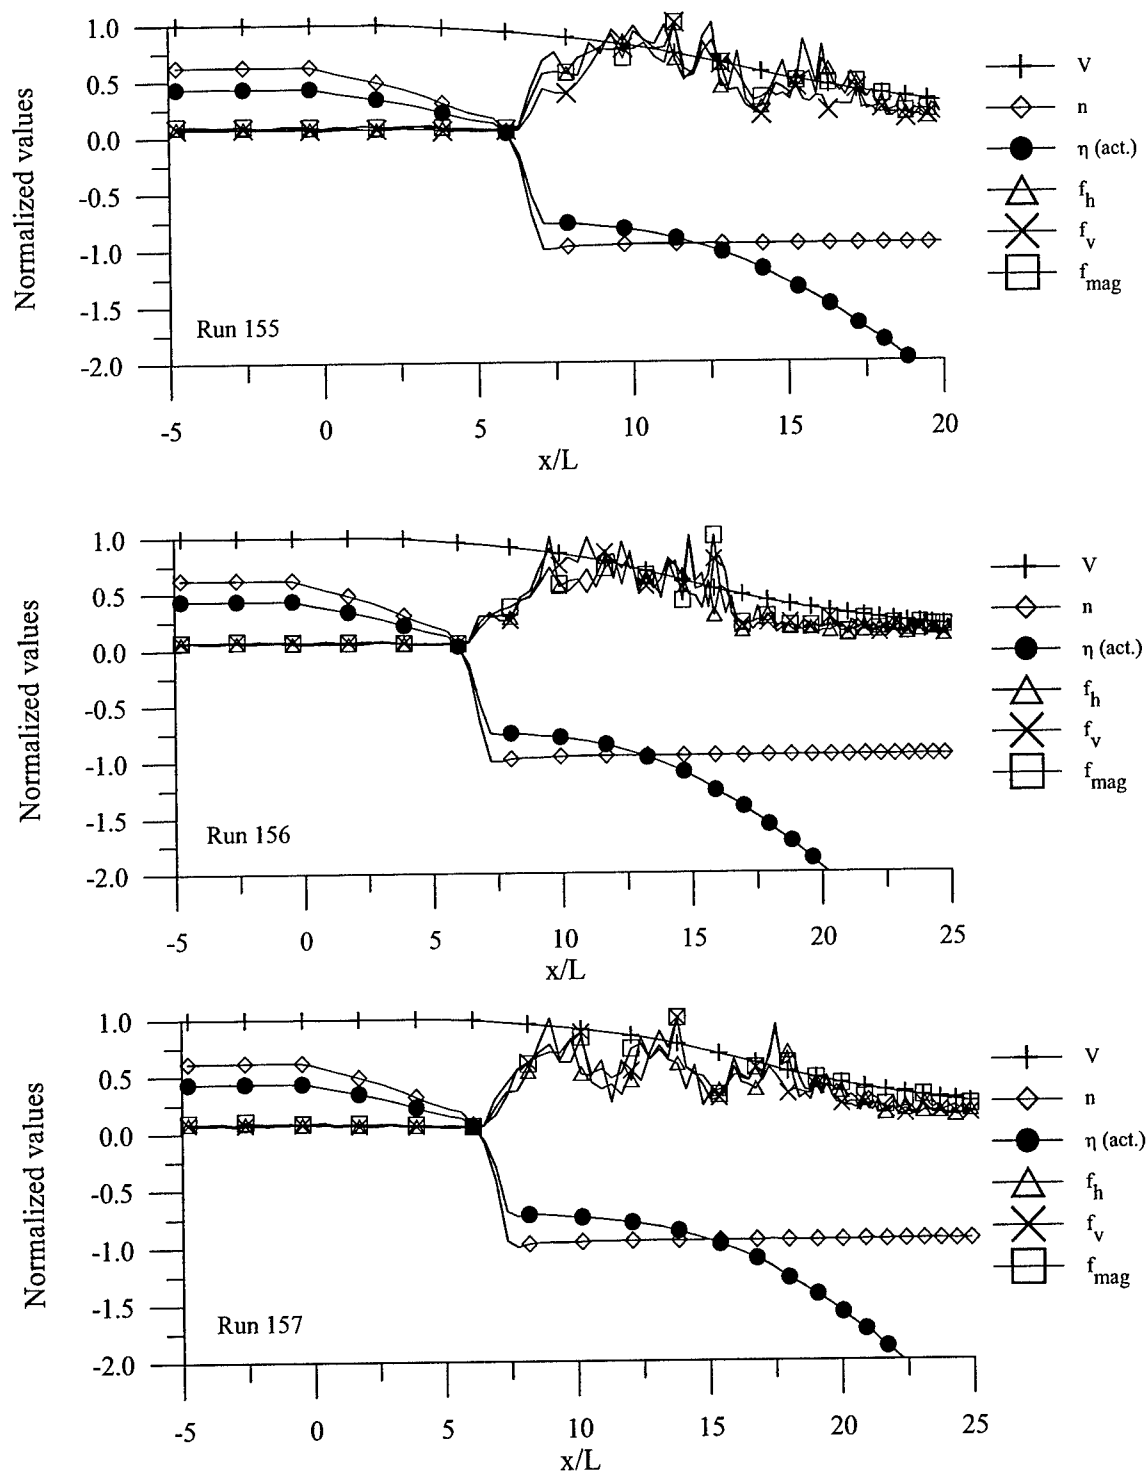 Normalized values
1.0
0.5
0.0
-0.5
-1.0
-1.5
-2.0
Run 155
-5 0 5 10 15 20
x/L
V
n
η (act.)
f_h
f_v
f_mag
Normalized values
1.0
0.5
0.0
-0.5
-1.0
-1.5
-2.0
Run 156
-5 0 5 10 15 20 25
x/L
V
n
η (act.)
f_h
f_v
f_mag
Normalized values
1.0
0.5
0.0
-0.5
-1.0
-1.5
-2.0
Run 157
-5 0 5 10 15 20 25
x/L
V
n
η (act.)
f_h
f_v
f_mag